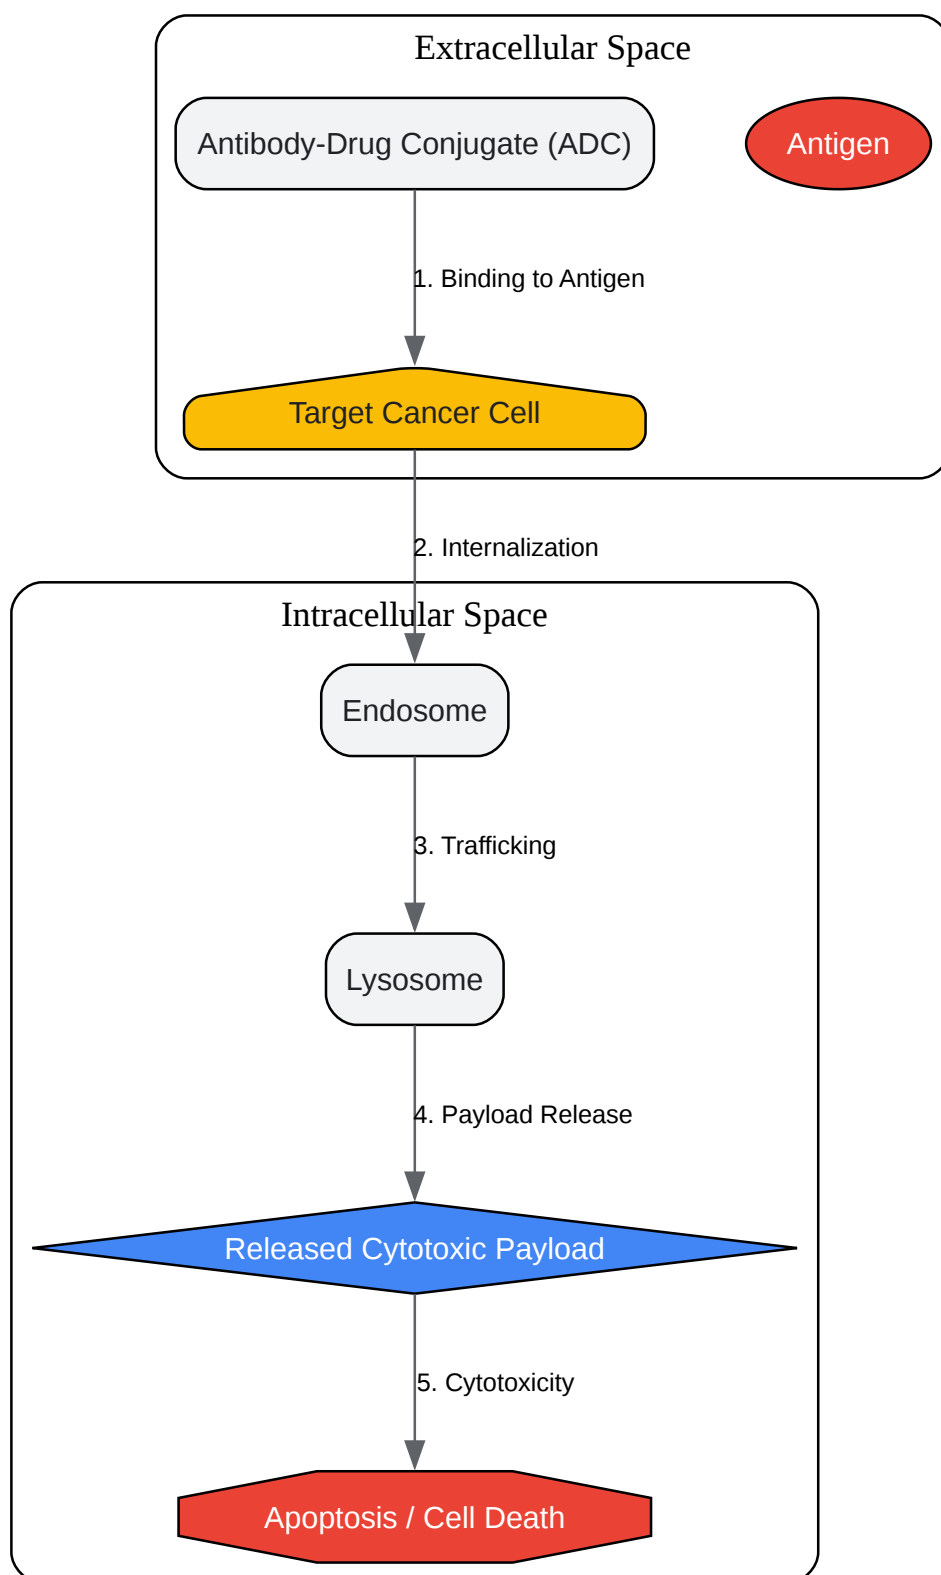 Extracellular Space
Antibody-Drug Conjugate (ADC)
Antigen
1. Binding to Antigen
Target Cancer Cell
2. Internalization
Intracellular Space
Endosome
3. Trafficking
Lysosome
4. Payload Release
Released Cytotoxic Payload
5. Cytotoxicity
Apoptosis / Cell Death